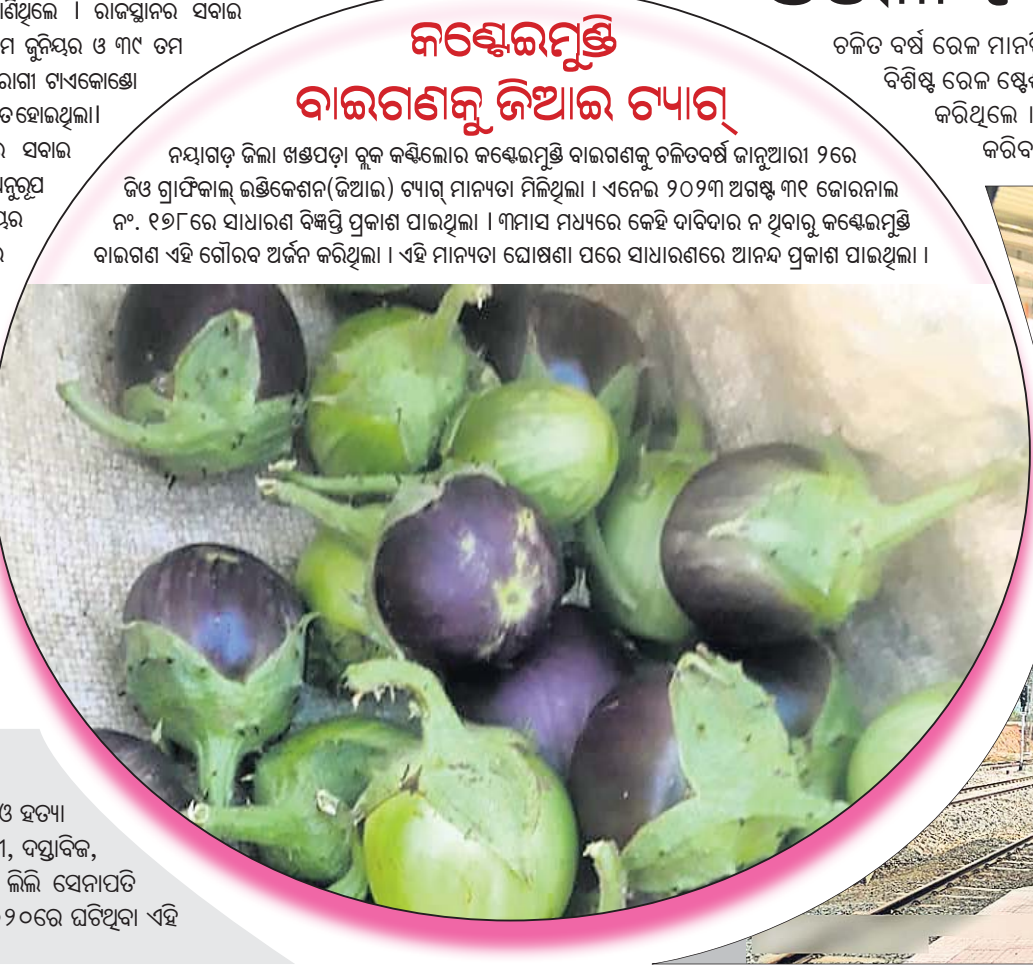 କଣ୍ଟେଇମୁଣ୍ଡି
ବାଇଗଣକୁ ଜିଆଇ ଟ୍ୟାଗ୍
ନୟାଗଡ଼ ଜିଲା ଖଣ୍ଡପଡ଼ା ବ୍ଲକ କଣ୍ଟିଲୋର କଣ୍ଟେଇମୁଣ୍ଡି ବାଇଗଣକୁ ଚଳିତବର୍ଷ ଜାନୁଆରୀ ୨ରେ
ଜିଓ ଗ୍ରାଫିକାଲ୍ ଇଣ୍ଡିକେଶନ(ଜିଆଇ) ଟ୍ୟାଗ୍ ମାନ୍ୟତା ମିଳିଥିଲା । ଏନେଇ ୨୦୨୩ ଅଗଷ୍ଟ ୩୧ ଜୋରନାଲ
ନଂ. ୧୭୮ରେ ସାଧାରଣ ବିଜ୍ଞପ୍ତି ପ୍ରକାଶ ପାଇଥିଲା । ୩ମାସ ମଧ୍ୟରେ କେହି ଦାବିଦାର ନ ଥିବାରୁ କଣ୍ଟେଇମୁଣ୍ଡି
ବାଇଗଣ ଏହି ଗୌରବ ଅର୍ଜନ କରିଥିଲା । ଏହି ମାନ୍ୟତା ଘୋଷଣା ପରେ ସାଧାରଣରେ ଆନନ୍ଦ ପ୍ରକାଶ ପାଇଥିଲା ।
ରାଜସ୍ଥାନର ସବାଇ
ଜୁନିୟର ଓ ୩୯ ତମ
ଟାଏକୋଣ୍ଡୋ
ହୋଇଥିଲା।
ସବାଇ
ଓ ହତ୍ୟା
ଦସ୍ତାବିଜ,
ଲିଲି ସେନାପତି
୨୦ରେ ଘଟିଥିବା ଏହି
ଚଳିତ ବର୍ଷ ରେଳ
ବିଶିଷ୍ଟ ରେଳ
କରିଥିଲେ ।